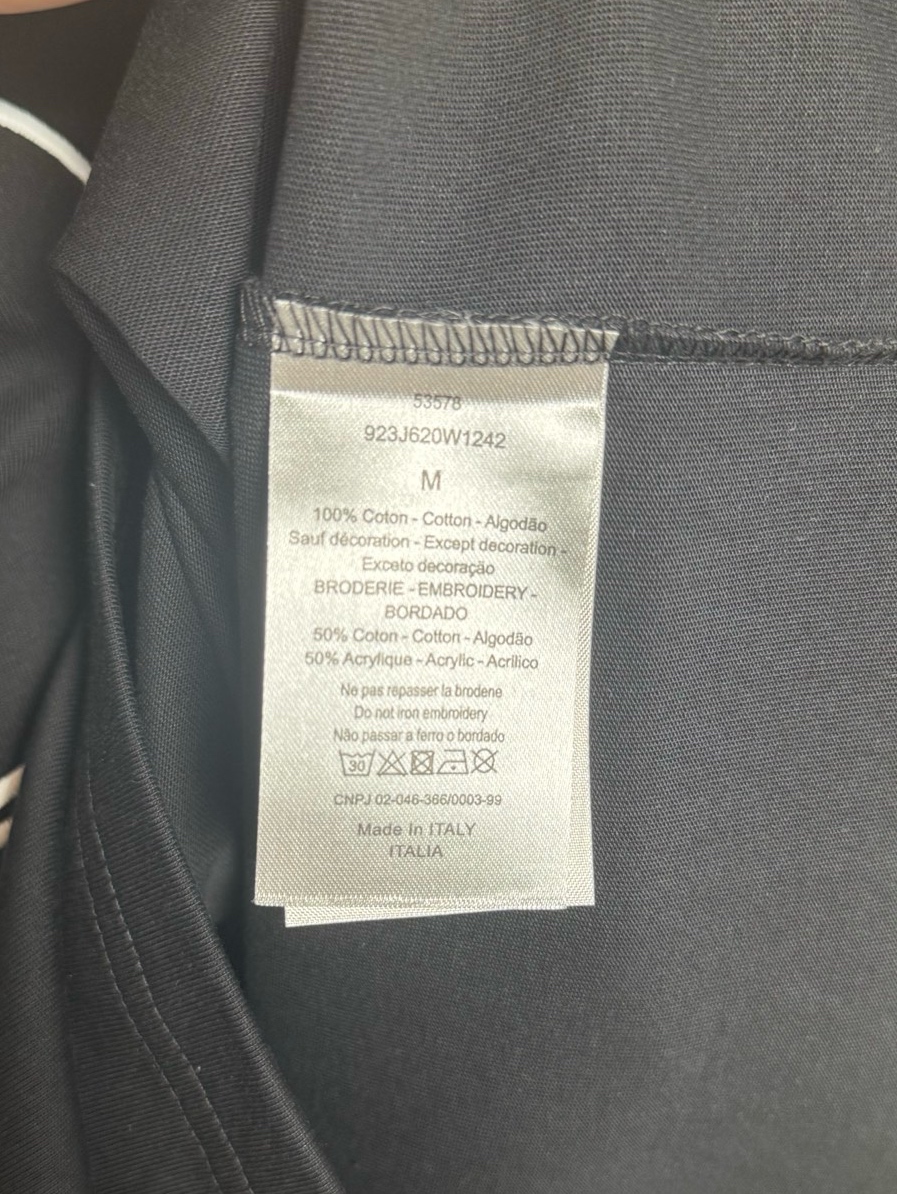 53578
923J620W1242
M
100% Coton - Cotton - Algodão
Sauf décoration - Except decoration -
Exceto decoração
BRODERIE - EMBROIDERY -
BORDADO
50% Coton - Cotton - Algodão
50% Acrylique - Acrylic - Acrílico
Ne pas repasser la broderie
Do not iron embroidery
Não passar a ferro o bordado
30
CNPJ 02-046-366/0003-99
Made in ITALY
ITALIA